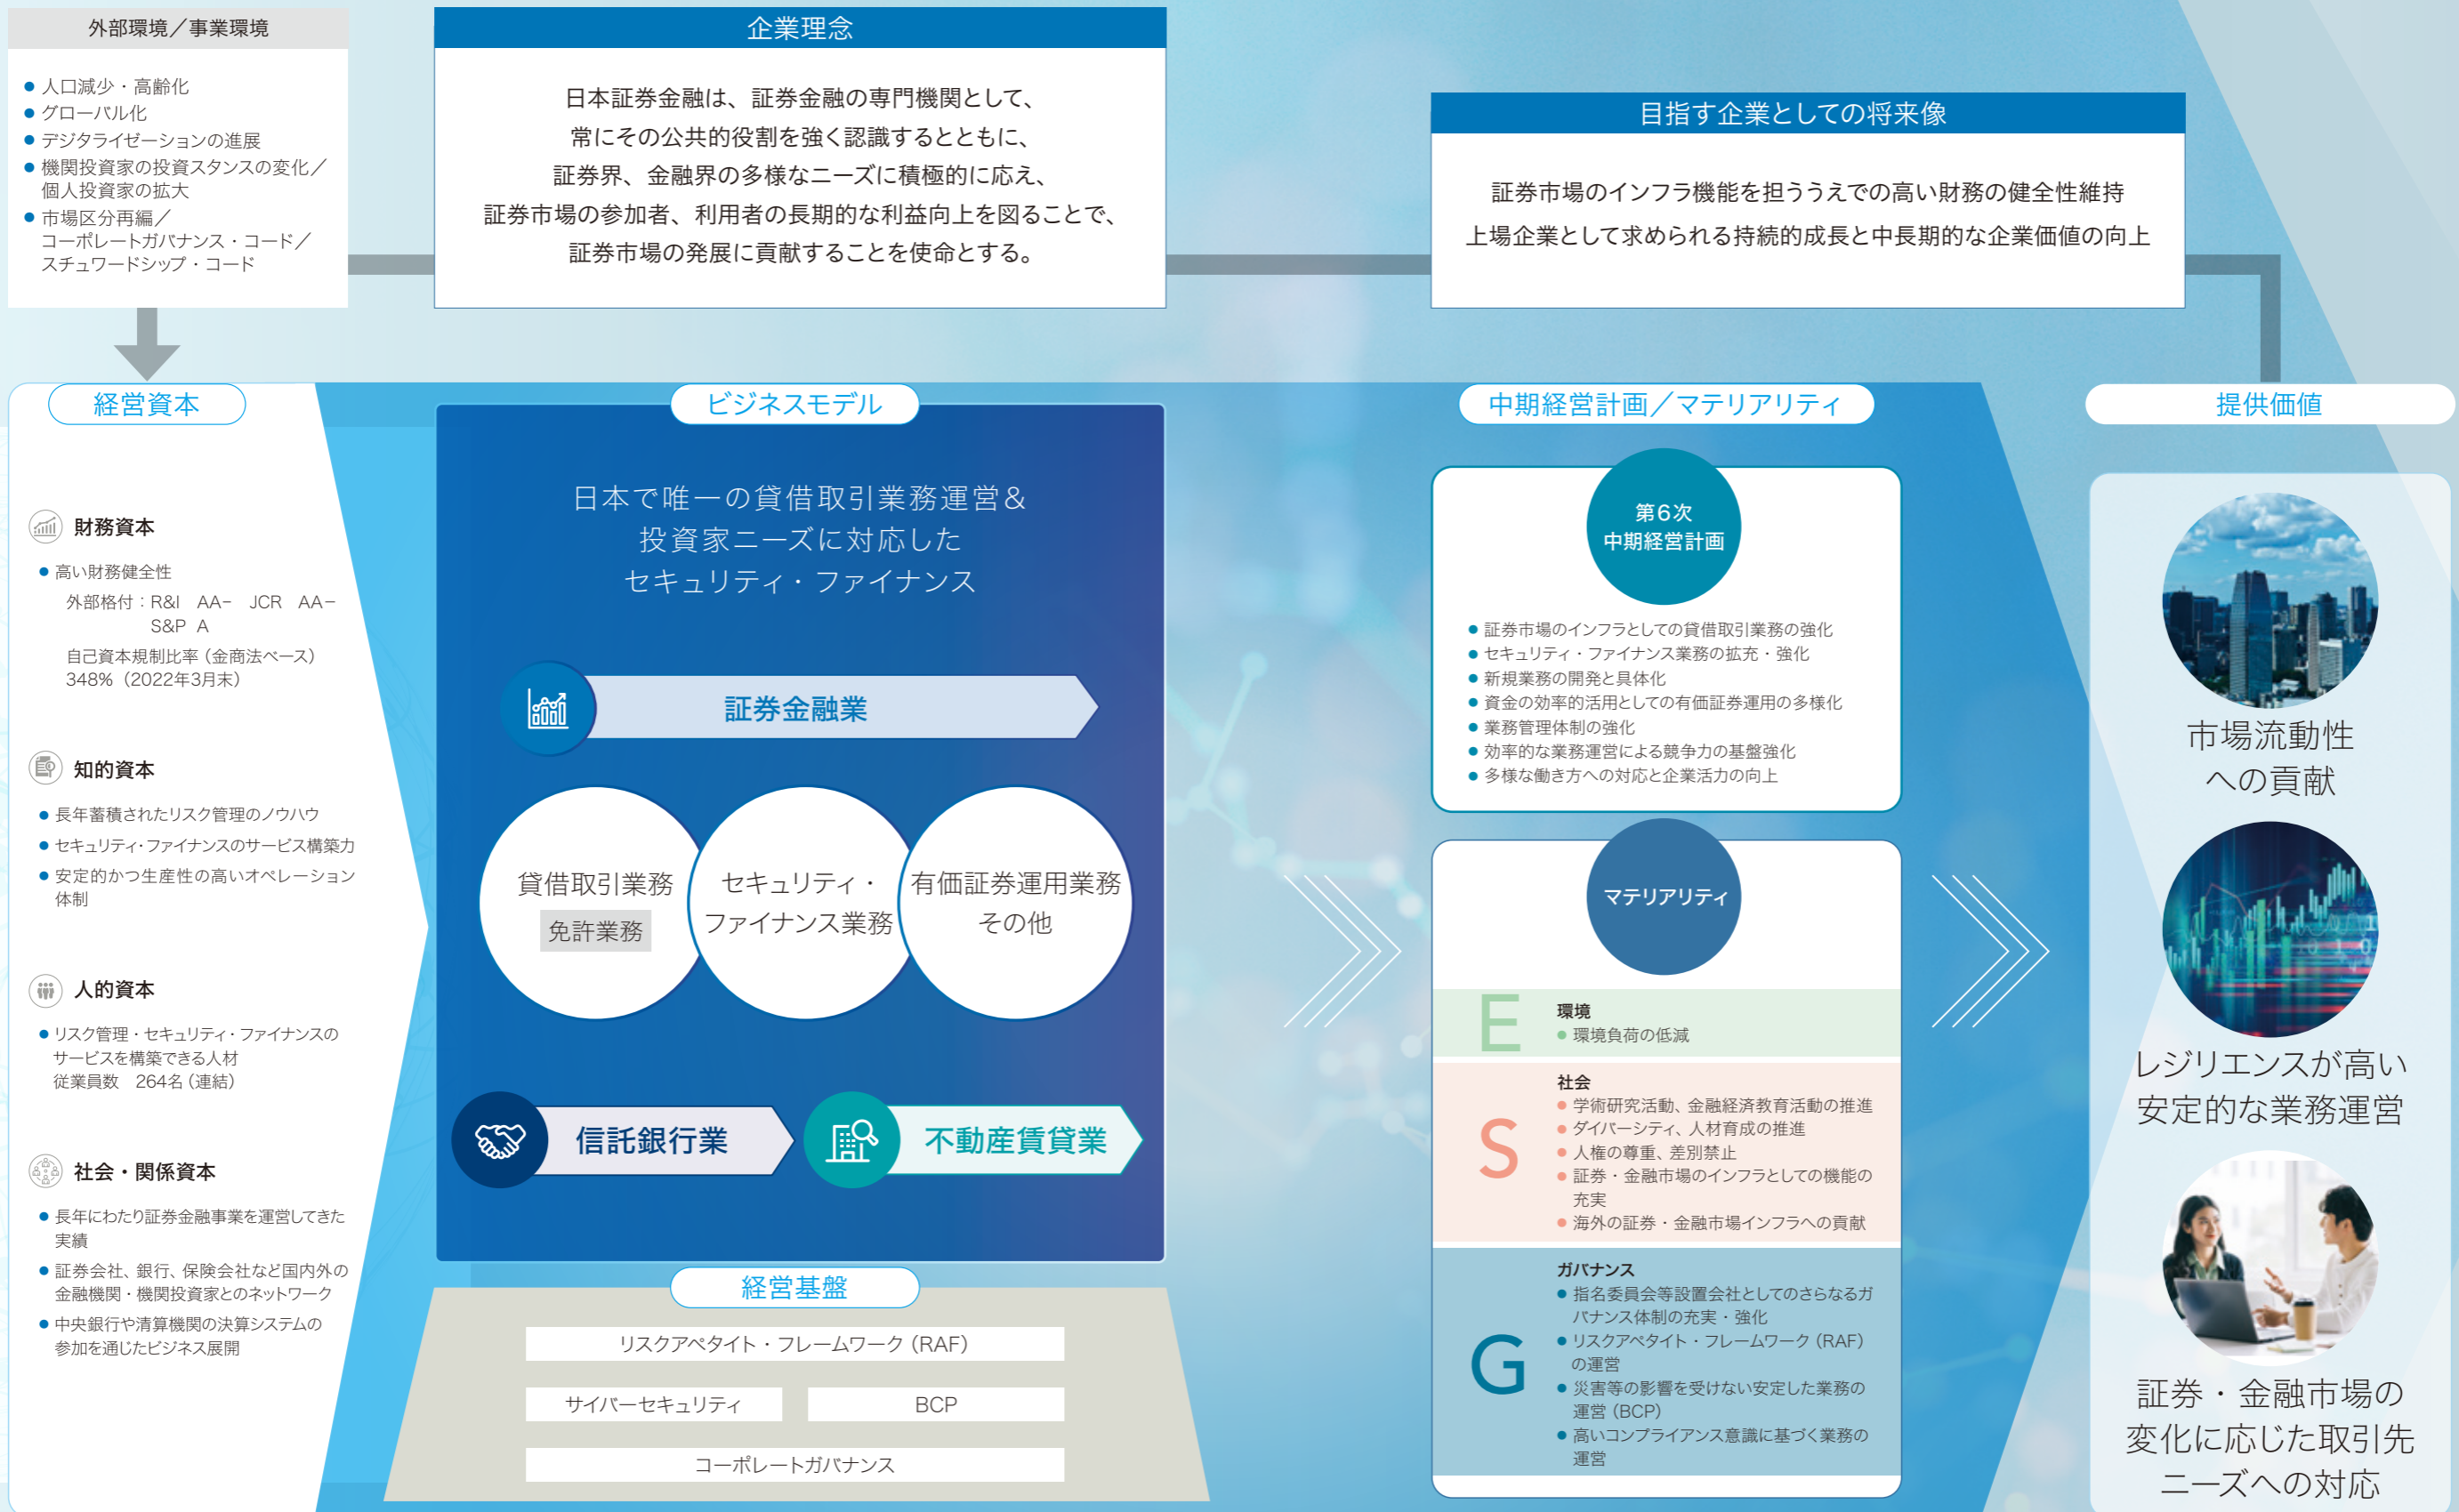 外部環境／事業環境
● 人口減少・高齢化
● グローバル化
● デジタライゼーションの進展
● 機関投資家の投資スタンスの変化／
個人投資家の拡大
● 市場区分再編／
コーポレートガバナンス・コード／
スチュワードシップ・コード
企業理念
日本証券金融は、証券金融の専門機関として、
常にその公共的役割を強く認識するとともに、
証券界、金融界の多様なニーズに積極的に応え、
証券市場の参加者、利用者の長期的な利益向上を図ることで、
証券市場の発展に貢献することを使命とする。
目指す企業としての将来像
証券市場のインフラ機能を担ううえでの高い財務の健全性維持
上場企業として求められる持続的成長と中長期的な企業価値の向上
経営資本
財務資本
● 高い財務健全性
外部格付：R&I AA− JCR AA−
S&P A
自己資本規制比率（金商法ベース）
348%（2022年3月末）
知的資本
● 長年蓄積されたリスク管理のノウハウ
● セキュリティ・ファイナンスのサービス構築力
● 安定的かつ生産性の高いオペレーション
体制
人的資本
● リスク管理・セキュリティ・ファイナンスの
サービスを構築できる人材
従業員数 264名（連結）
社会・関係資本
● 長年にわたり証券金融事業を運営してきた
実績
● 証券会社、銀行、保険会社など国内外の
金融機関・機関投資家とのネットワーク
● 中央銀行や清算機関の決算システムの
参加を通じたビジネス展開
ビジネスモデル
日本で唯一の貸借取引業務運営＆
投資家ニーズに対応した
セキュリティ・ファイナンス
証券金融業
貸借取引業務
免許業務
セキュリティ・
ファイナンス業務
有価証券運用業務
その他
信託銀行業
不動産賃貸業
経営基盤
リスクアペタイト・フレームワーク（RAF）
サイバーセキュリティ
BCP
コーポレートガバナンス
中期経営計画／マテリアリティ
第6次
中期経営計画
● 証券市場のインフラとしての貸借取引業務の強化
● セキュリティ・ファイナンス業務の拡充・強化
● 新規業務の開発と具体化
● 資金の効率的活用としての有価証券運用の多様化
● 業務管理体制の強化
● 効率的な業務運営による競争力の基盤強化
● 多様な働き方への対応と企業活力の向上
マテリアリティ
E
環境
● 環境負荷の低減
S
社会
● 学術研究活動、金融経済教育活動の推進
● ダイバーシティ、人材育成の推進
● 人権の尊重、差別禁止
● 証券・金融市場のインフラとしての機能の
充実
● 海外の証券・金融市場インフラへの貢献
G
ガバナンス
● 指名委員会等設置会社としてのさらなるガ
バナンス体制の充実・強化
● リスクアペタイト・フレームワーク（RAF）
の運営
● 災害等の影響を受けない安定した業務の
運営（BCP）
● 高いコンプライアンス意識に基づく業務の
運営
提供価値
市場流動性
への貢献
レジリエンスが高い
安定的な業務運営
証券・金融市場の
変化に応じた取引先
ニーズへの対応